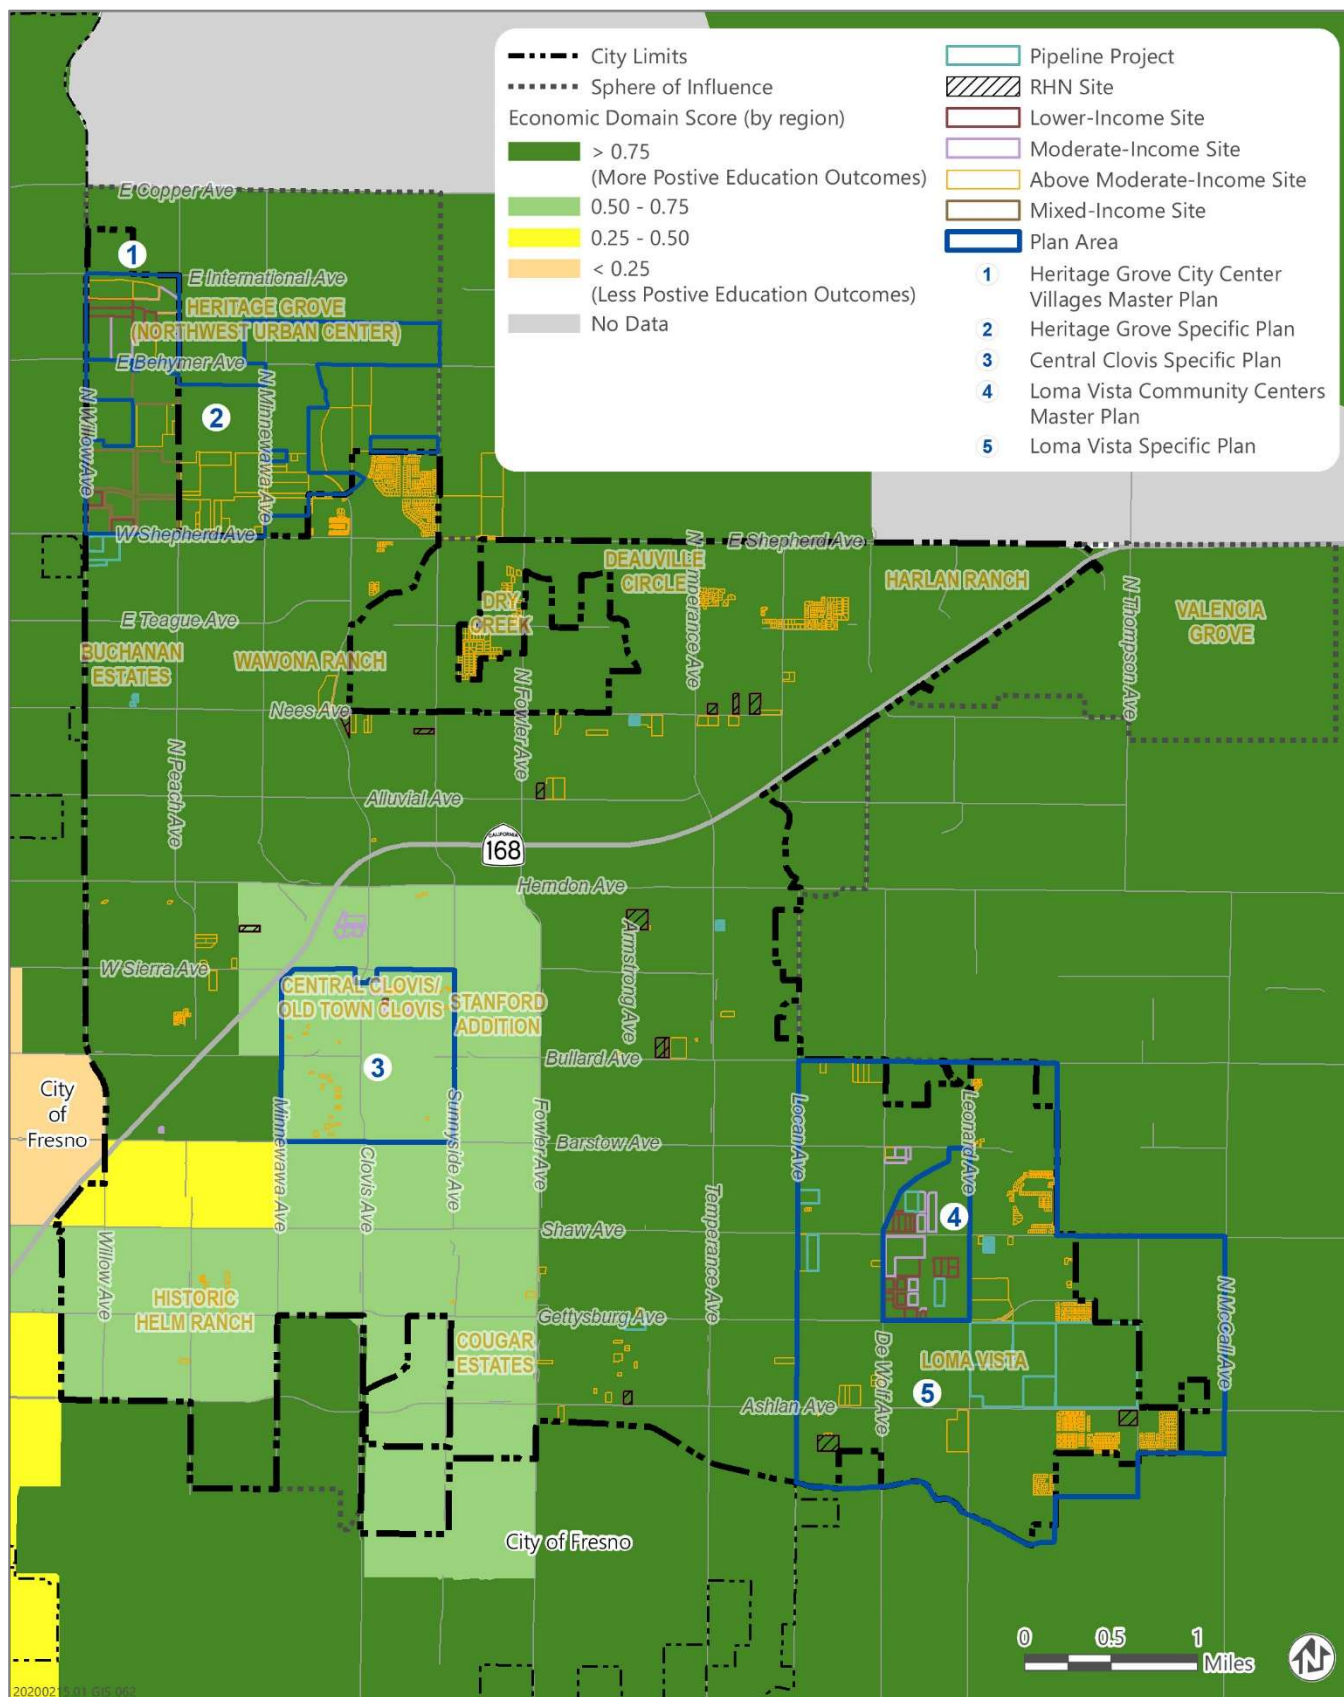 City Limits
Sphere of Influence
Economic Domain Score (by region)
> 0.75
(More Postive Education Outcomes)
0.50 - 0.75
0.25 - 0.50
< 0.25
(Less Postive Education Outcomes)
No Data
Pipeline Project
RHN Site
Lower-Income Site
Moderate-Income Site
Above Moderate-Income Site
Mixed-Income Site
Plan Area
1 Heritage Grove City Center
Villages Master Plan
2 Heritage Grove Specific Plan
3 Central Clovis Specific Plan
4 Loma Vista Community Centers
Master Plan
5 Loma Vista Specific Plan
E Copper Ave
1
E International Ave
HERITAGE GROVE
(NORTHWEST URBAN CENTER)
E Behymer Ave
N Willow Ave
2
N Minnewawa Ave
W Shepherd Ave
E Shepherd Ave
DEAUVILLE
CIRCLE
N Temperance Ave
HARLAN RANCH
N Thompson Ave
VALENCIA
GROVE
DRY
CREEK
E Teague Ave
BUCHANAN
ESTATES
WAWONA RANCH
N Fowler Ave
Nees Ave
N Peach Ave
Alluvial Ave
CALIFORNIA
168
Herndon Ave
W Sierra Ave
Armstrong Ave
CENTRAL CLOVIS/
OLD TOWN CLOVIS
STANFORD
ADDITION
Bullard Ave
3
City
of
Fresno
Minnewawa Ave
Clovis Ave
Sunnyside Ave
Fowler Ave
Barstow Ave
Locan Ave
Leonard Ave
Temperance Ave
4
Shaw Ave
Willow Ave
HISTORIC
HELM RANCH
Gettysburg Ave
COUGAR
ESTATES
De Wolf Ave
LOMA VISTA
5
N McCall Ave
Ashlan Ave
City of Fresno
0 0.5 1
Miles
N
20200215.01 GIS 062